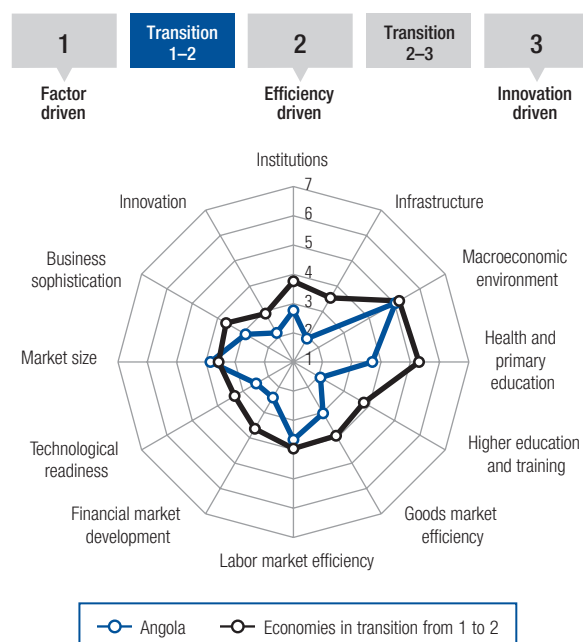 1
Transition
1–2
2
Transition
2–3
3
Factor
driven
Efficiency
driven
Innovation
driven
Institutions
Infrastructure
Macroeconomic
environment
Health and
primary
education
Higher education
and training
Goods market
efficiency
Labor market efficiency
Financial market
development
Technological
readiness
Market size
Business
sophistication
Innovation
7
6
5
4
3
2
1
Angola
Economies in transition from 1 to 2